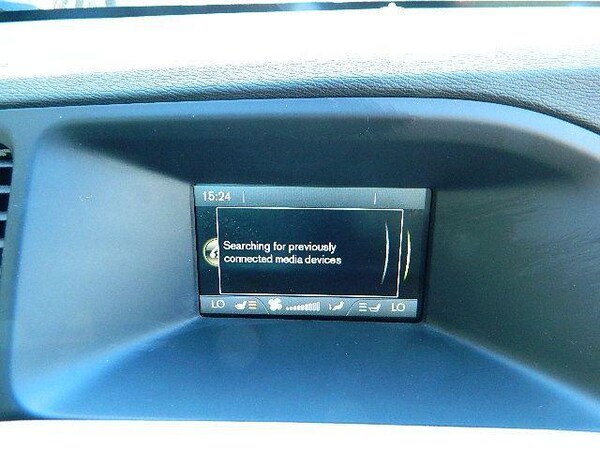 15:24
Searching for previously
connected media devices
LO LO